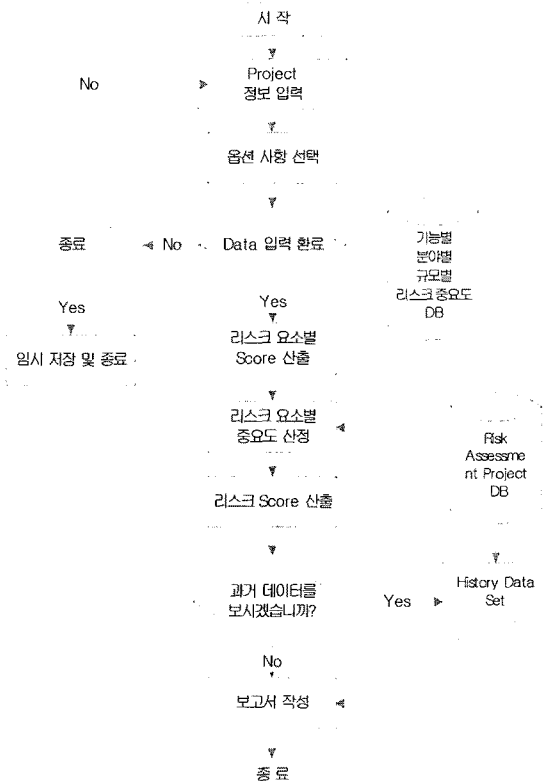 시 작
No
Project
정보 입력
옵션 사항 선택
종료
No
Data 입력 완료
기능별
분야별
규모별
리스크 중요도
DB
Yes
Yes
임시 저장 및 종료
리스크 요소별
Score 산출
리스크 요소별
중요도 산정
Risk
Assessme
nt Project
DB
리스크 Score 산출
과거 데이터를
보시겠습니까?
Yes
History Data
Set
No
보고서 작성
종 료